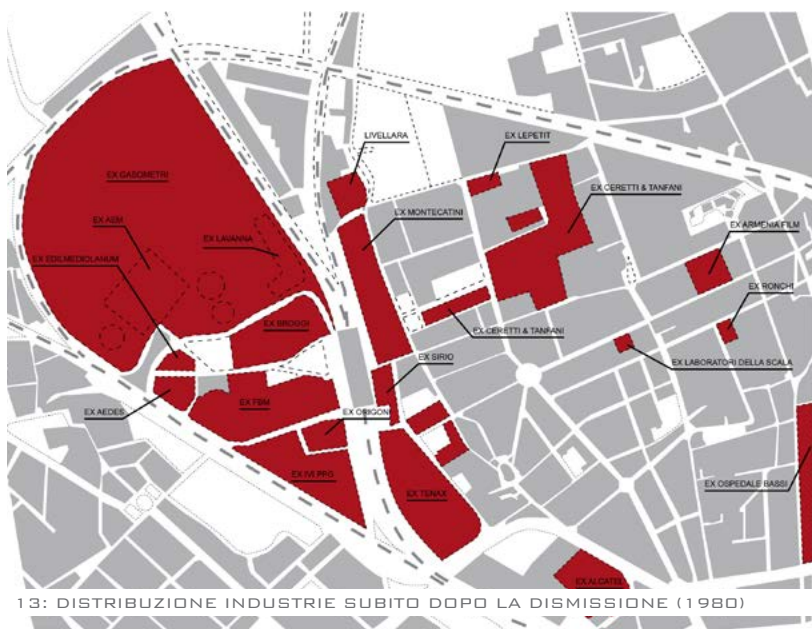 LIVELLARA
EX LEPETIT
EX GASOMETRI
EX CERETTI & TANFANI
EX AEM
EX LAVANNA
EX MONTECATINI
EX ARMENIA FILM
EX EDILMEDIOLANUM
EX RONCHI
EX BROGGI
EX CERETTI & TANFANI
EX SIRIO
EX LABORATORI DELLA SCALA
EX AEDES
EX FBM
EX ORIGONI
EX IVI PPG
EX TENAX
EX OSPEDALE BASSI
EX ALCATEL
13: DISTRIBUZIONE INDUSTRIE SUBITO DOPO LA DISMISSIONE (1980)